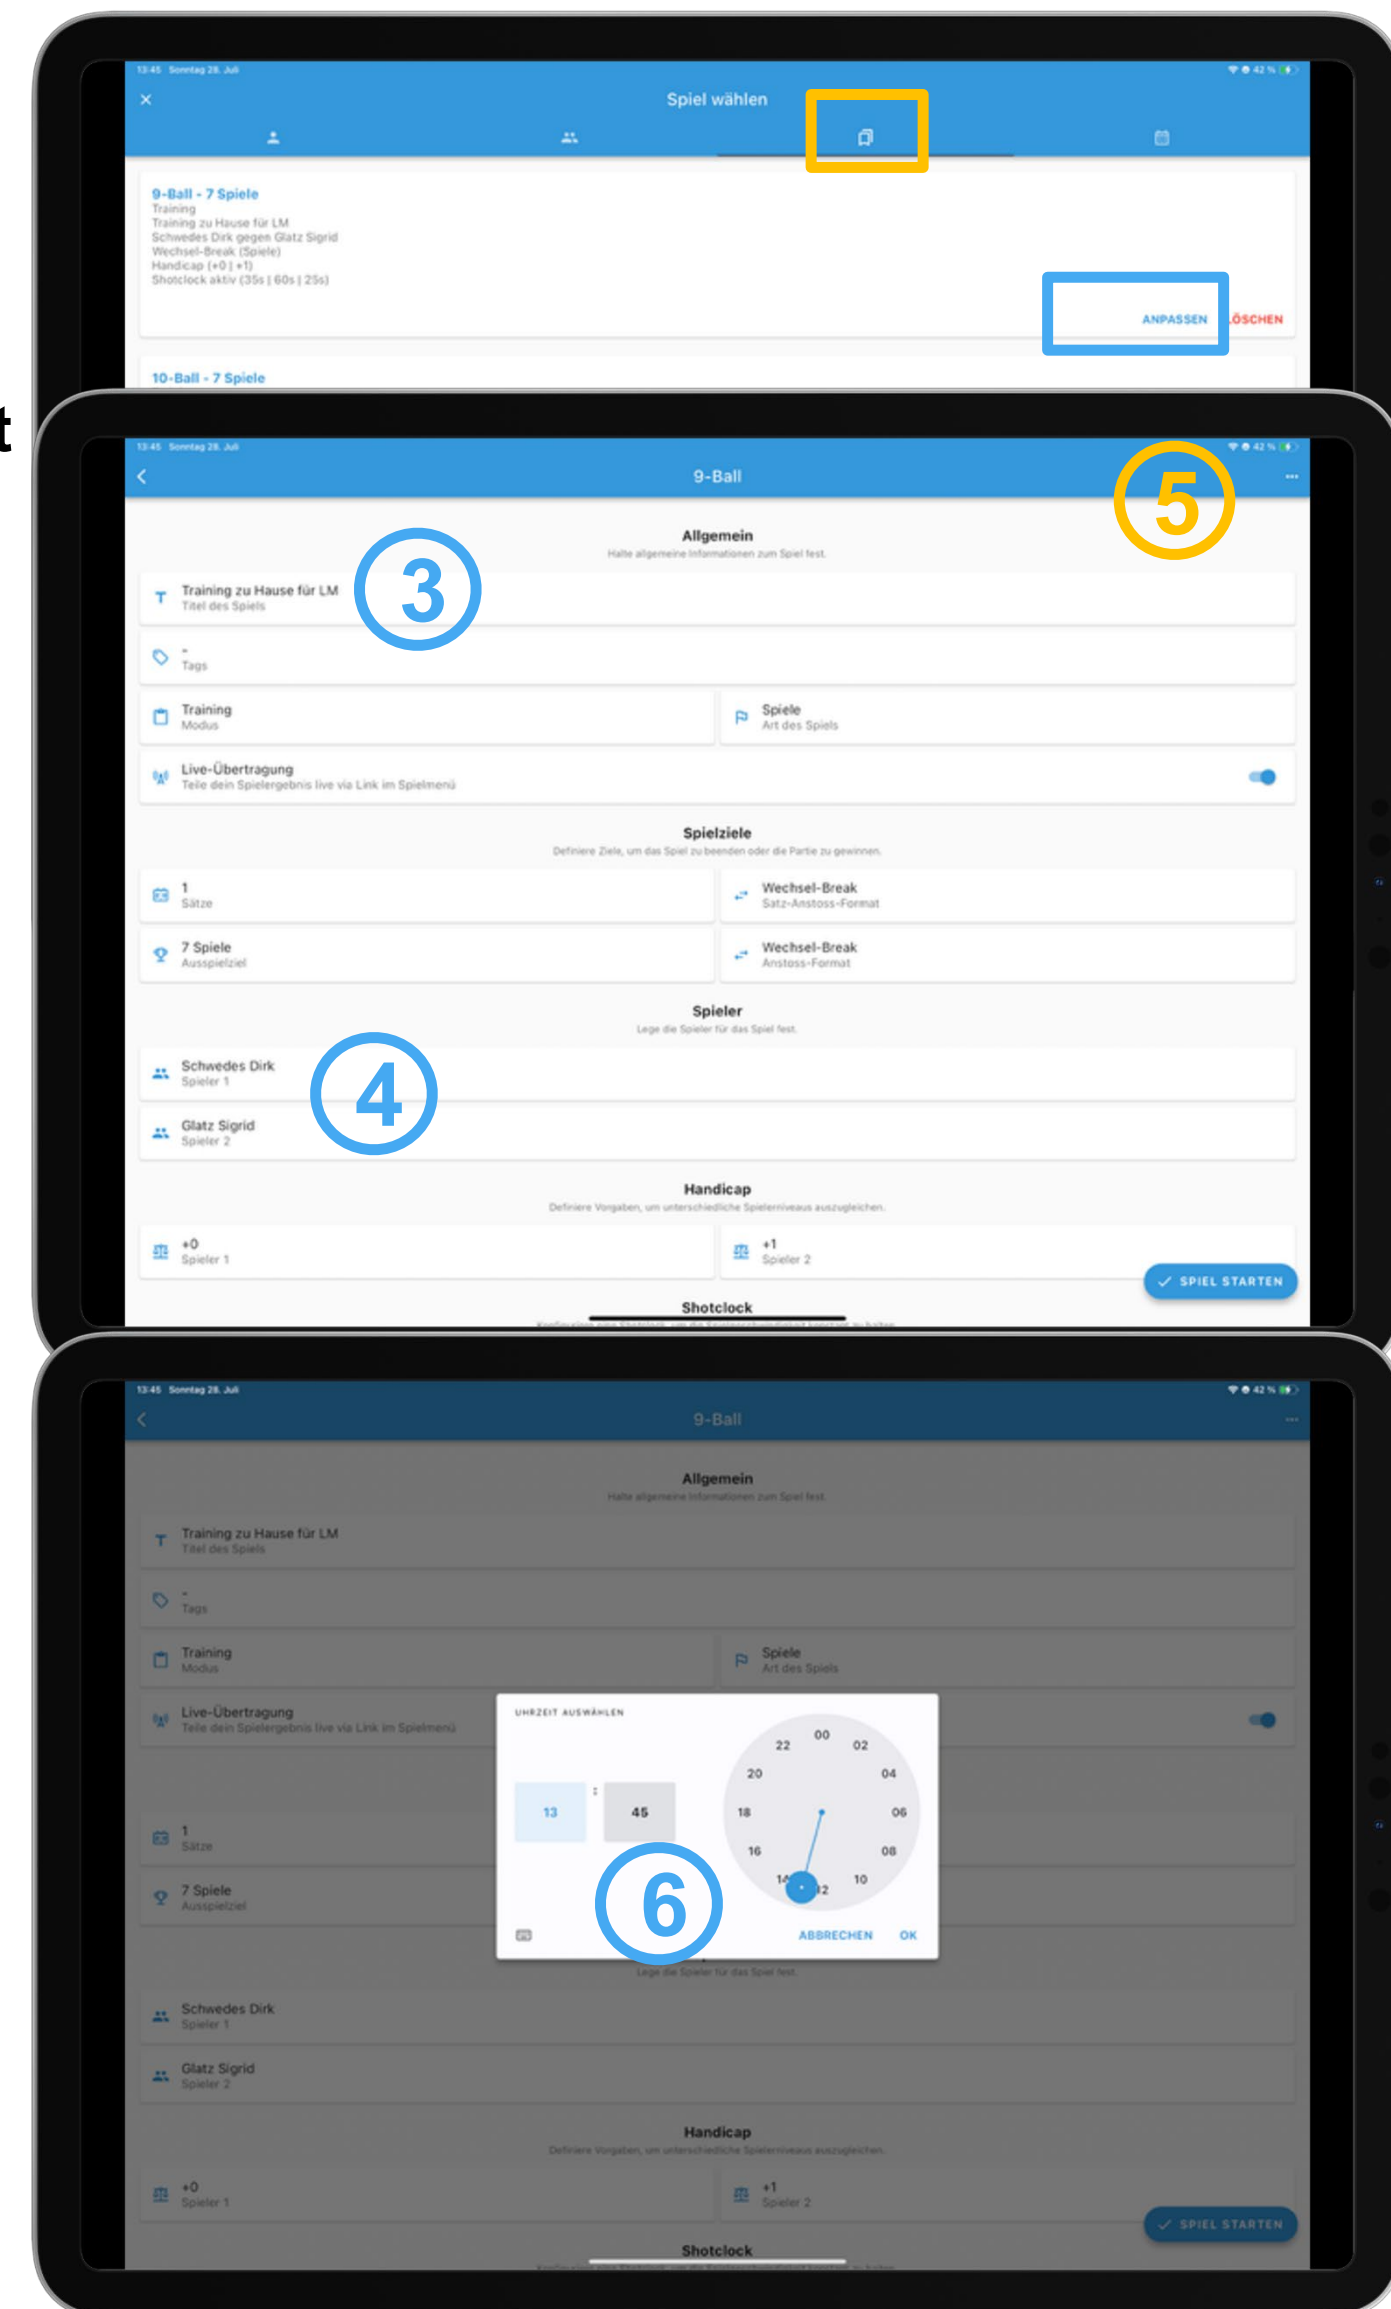 13:45 Sonntag 28. Juli
42 %
Spiel wählen
9-Ball - 7 Spiele
Training
Training zu Hause für LM
Schwedes Dirk gegen Glatz Sigrid
Wechsel-Break (Spiele)
Handicap (+0 | +1)
Shotclock aktiv (35s | 60s | 25s)
ANPASSEN
LÖSCHEN
10-Ball - 7 Spiele
t
13:45 Sonntag 28. Juli
42 %
9-Ball
5
Allgemein
Halte allgemeine Informationen zum Spiel fest.
3
Training zu Hause für LM
Titel des Spiels
-
Tags
Training
Modus
Spiele
Art des Spiels
Live-Übertragung
Teile dein Spielergebnis live via Link im Spielmenü
Spielziele
Definiere Ziele, um das Spiel zu beenden oder die Partie zu gewinnen.
1
Sätze
Wechsel-Break
Satz-Anstoss-Format
7 Spiele
Ausspielziel
Wechsel-Break
Anstoss-Format
Spieler
Lege die Spieler für das Spiel fest.
Schwedes Dirk
Spieler 1
4
Glatz Sigrid
Spieler 2
Handicap
Definiere Vorgaben, um unterschiedliche Spielerniveaus auszugleichen.
+0
Spieler 1
+1
Spieler 2
SPIEL STARTEN
Shotclock
13:45 Sonntag 28. Juli
42 %
9-Ball
Allgemein
Halte allgemeine Informationen zum Spiel fest.
Training zu Hause für LM
Titel des Spiels
-
Tags
Training
Modus
Spiele
Art des Spiels
Live-Übertragung
Teile dein Spielergebnis live via Link im Spielmenü
UHRZEIT AUSWÄHLEN
13 : 45
00
02
04
06
08
10
12
14
16
18
20
22
6
ABBRECHEN OK
1
Sätze
7 Spiele
Ausspielziel
Lege die Spieler für das Spiel fest.
Schwedes Dirk
Spieler 1
Glatz Sigrid
Spieler 2
Handicap
Definiere Vorgaben, um unterschiedliche Spielerniveaus auszugleichen.
+0
Spieler 1
+1
Spieler 2
SPIEL STARTEN
Shotclock